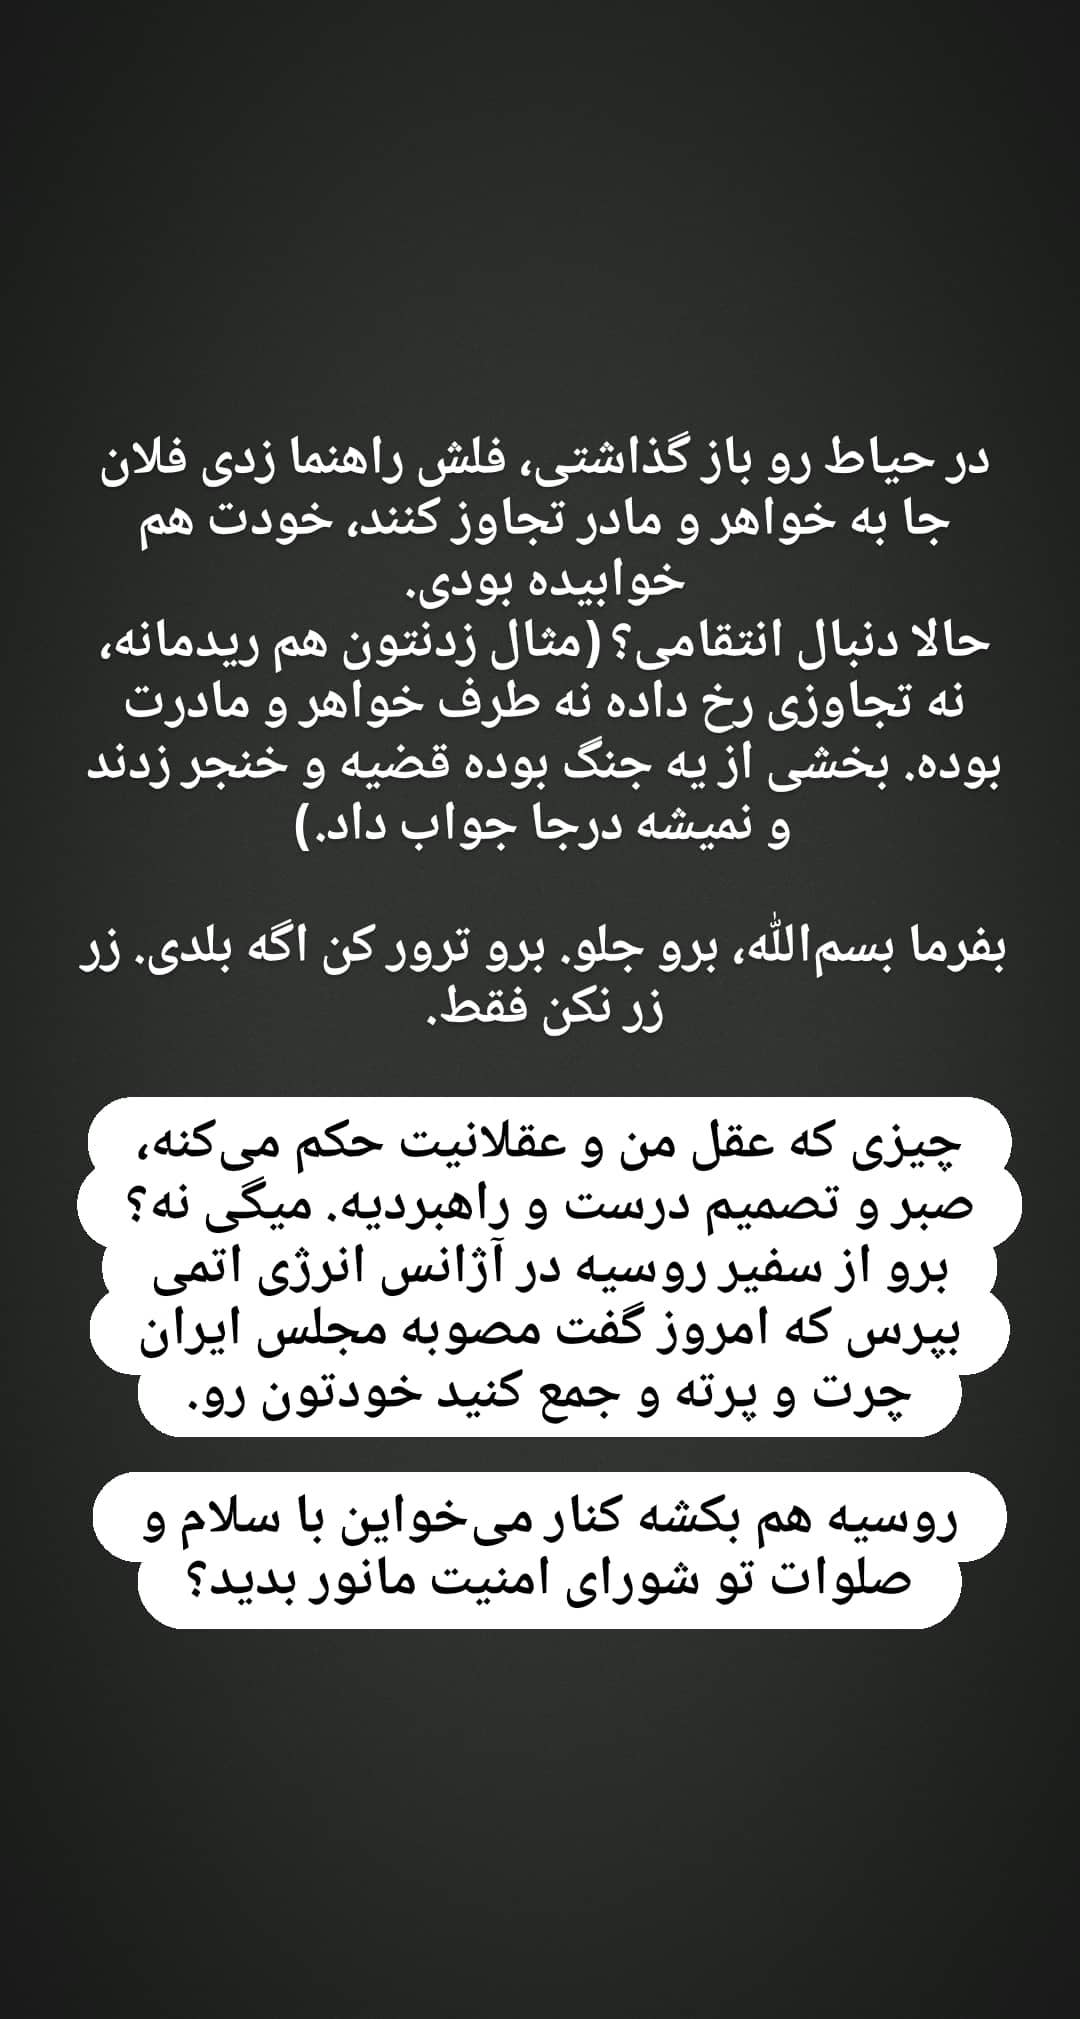 در حیاط رو باز گذاشتی، فلش راهنما زدی فلان
جا به خواهر و مادر تجاوز کنند، خودت هم
خوابیده بودی.
حالا دنبال انتقامی؟ (مثال زدنتون هم ریدمانه،
نه تجاوزی رخ داده نه طرف خواهر و مادرت
بوده. بخشی از یه جنگ بوده قضیه و خنجر زدند
و نمیشه درجا جواب داد.)
بفرما بسم‌الله، برو جلو. برو ترور کن اگه بلدی. زر
زر نکن فقط.
چیزی که عقل من و عقلانیت حکم می‌کنه،
صبر و تصمیم درست و راهبردیه. میگی نه؟
برو از سفیر روسیه در آژانس انرژی اتمی
بپرس که امروز گفت مصوبه مجلس ایران
چرت و پرته و جمع کنید خودتون رو.
روسیه هم بکشه کنار می‌خواین با سلام و
صلوات تو شورای امنیت مانور بدید؟